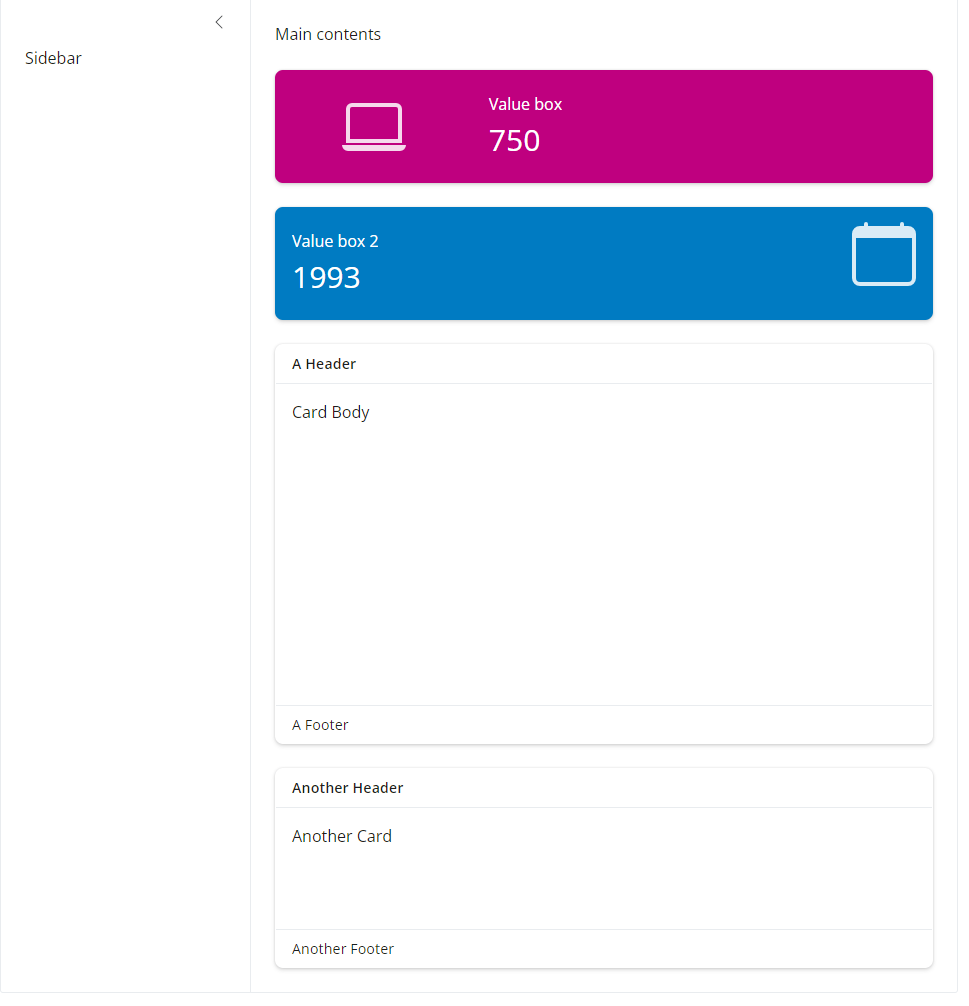 Sidebar
Main contents
Value box
750
Value box 2
1993
A Header
Card Body
A Footer
Another Header
Another Card
Another Footer